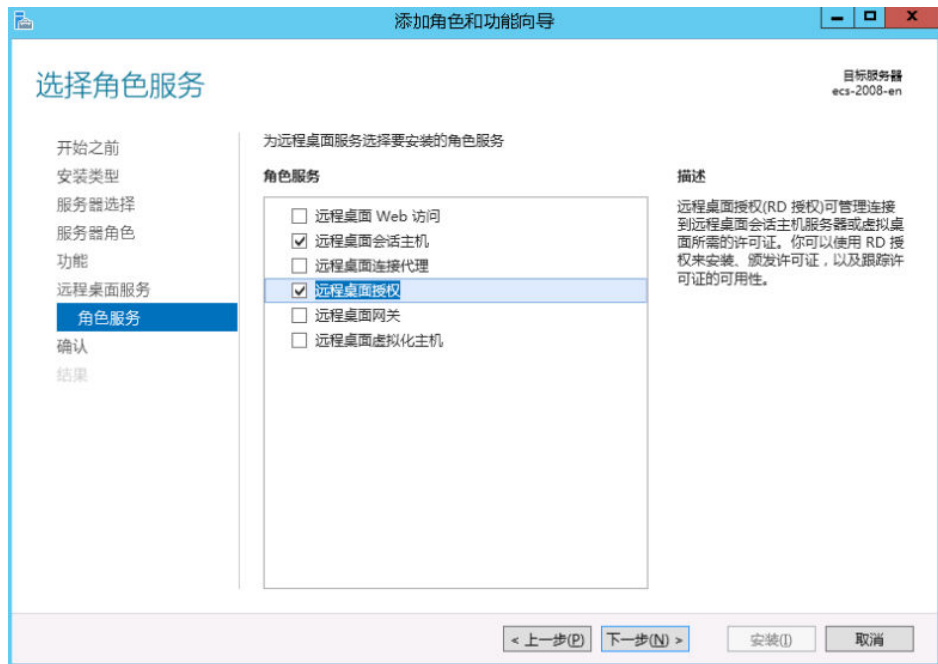 添加角色和功能向导
选择角色服务
目标服务器
ecs-2008-en
开始之前
安装类型
服务器选择
服务器角色
功能
远程桌面服务
角色服务
确认
结果
为远程桌面服务选择要安装的角色服务
角色服务
远程桌面 Web 访问
远程桌面会话主机
远程桌面连接代理
远程桌面授权
远程桌面网关
远程桌面虚拟化主机
描述
远程桌面授权(RD 授权)可管理连接
到远程桌面会话主机服务器或虚拟桌
面所需的许可证。你可以使用 RD 授
权来安装、颁发许可证，以及跟踪许
可证的可用性。
< 上一步(P)
下一步(N) >
安装(I)
取消